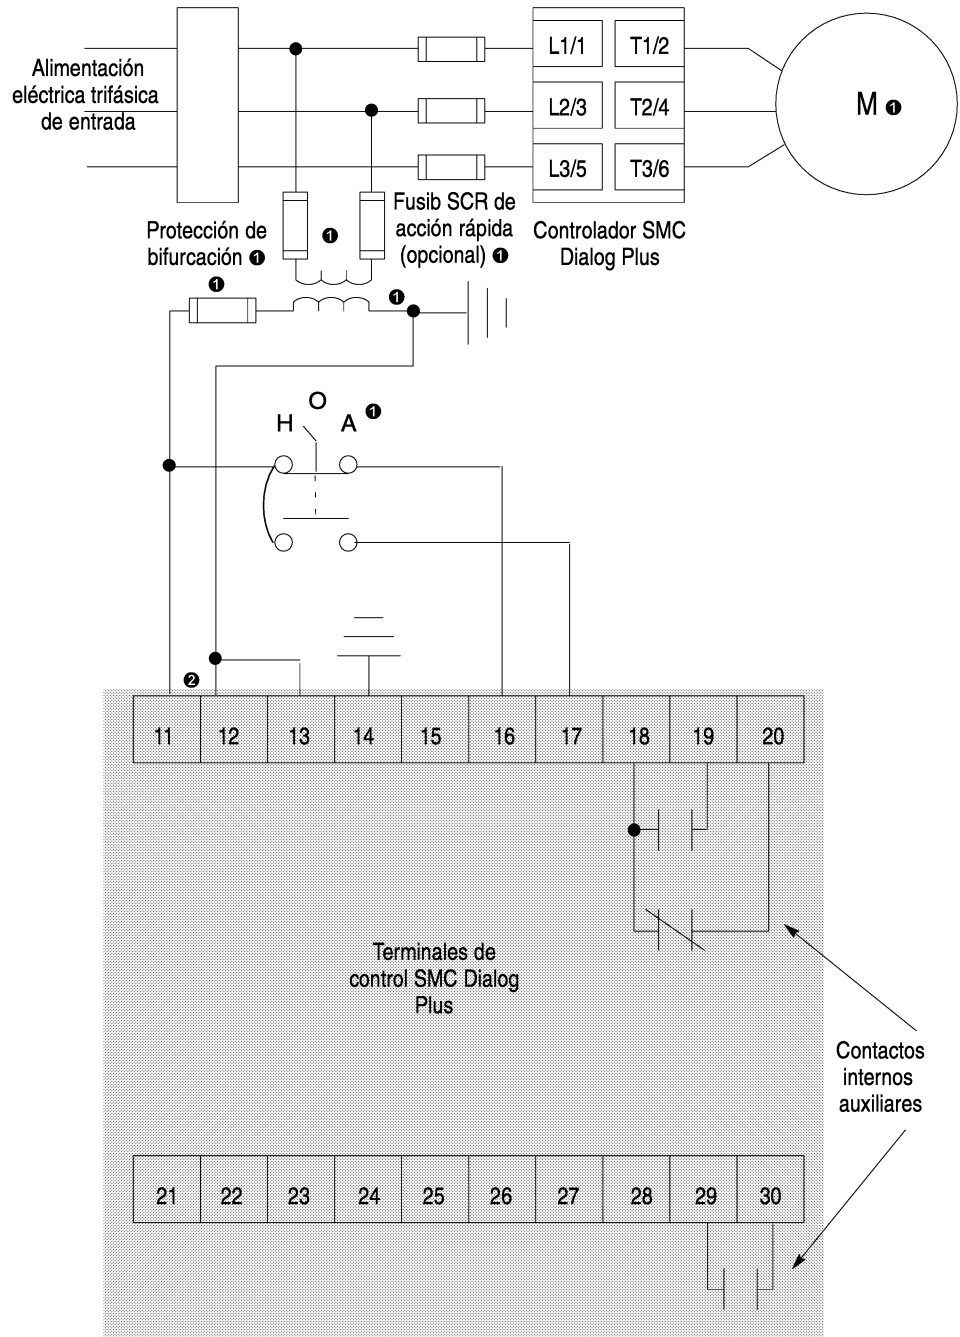 Alimentación
eléctrica trifásica
de entrada
L1/1 T1/2
L2/3 T2/4
L3/5 T3/6
M ❶
Protección de
bifurcación ❶
❶
❶
Fusib SCR de
acción rápida
(opcional) ❶
Controlador SMC
Dialog Plus
❶
H O A ❶
❷
11 12 13 14 15 16 17 18 19 20
Terminales de
control SMC Dialog
Plus
Contactos
internos
auxiliares
21 22 23 24 25 26 27 28 29 30